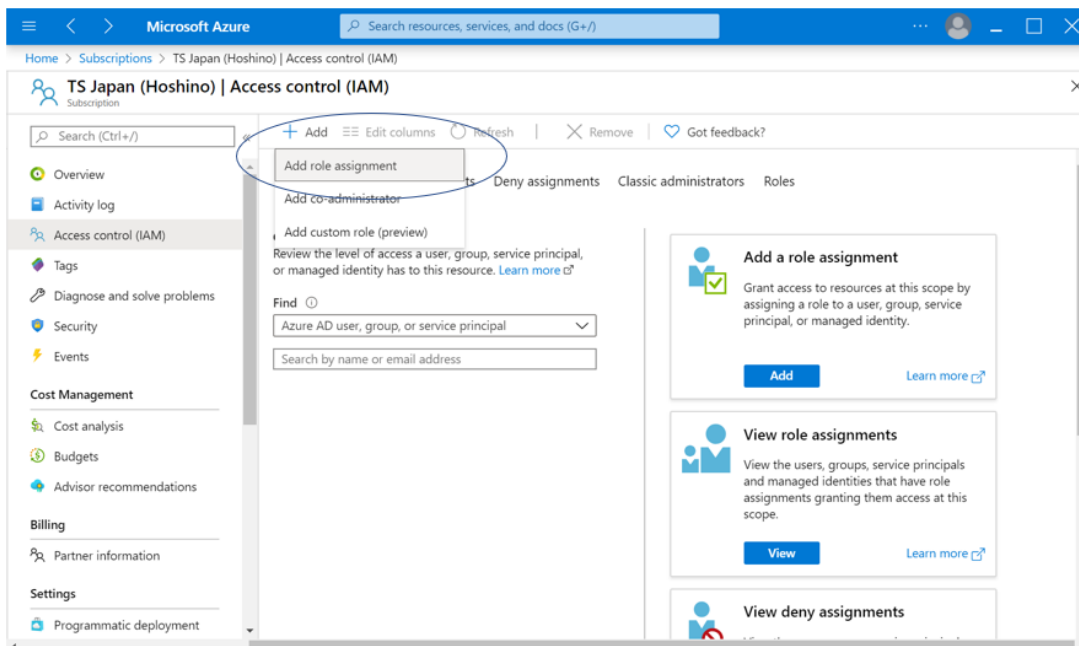 Microsoft Azure
Search resources, services, and docs (G+/)
Home > Subscriptions > TS Japan (Hoshino) | Access control (IAM)
TS Japan (Hoshino) | Access control (IAM)
Subscription
Search (Ctrl+/)
Overview
Activity log
Access control (IAM)
Tags
Diagnose and solve problems
Security
Events
Cost Management
Cost analysis
Budgets
Advisor recommendations
Billing
Partner information
Settings
Programmatic deployment
Add
Edit columns
Refresh
Remove
Got feedback?
Add role assignment
Add co-administrator
Add custom role (preview)
Deny assignments
Classic administrators
Roles
Review the level of access a user, group, service principal,
or managed identity has to this resource. Learn more
Find
Azure AD user, group, or service principal
Search by name or email address
Add a role assignment
Grant access to resources at this scope by
assigning a role to a user, group, service
principal, or managed identity.
Add
Learn more
View role assignments
View the users, groups, service principals
and managed identities that have role
assignments granting them access at this
scope.
View
Learn more
View deny assignments